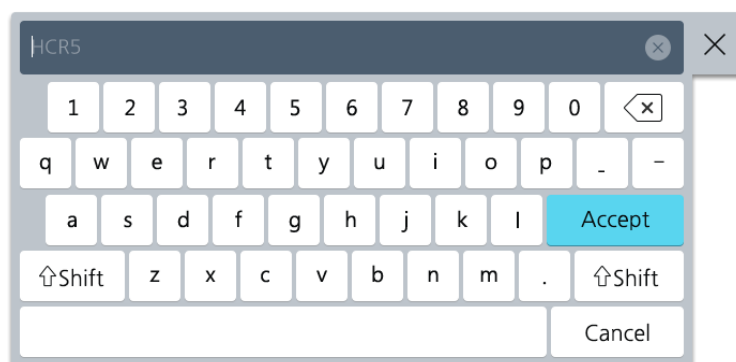 HCR5
1 2 3 4 5 6 7 8 9 0
q w e r t y u i o p _ –
a s d f g h j k l Accept
Shift z x c v b n m . Shift
Cancel